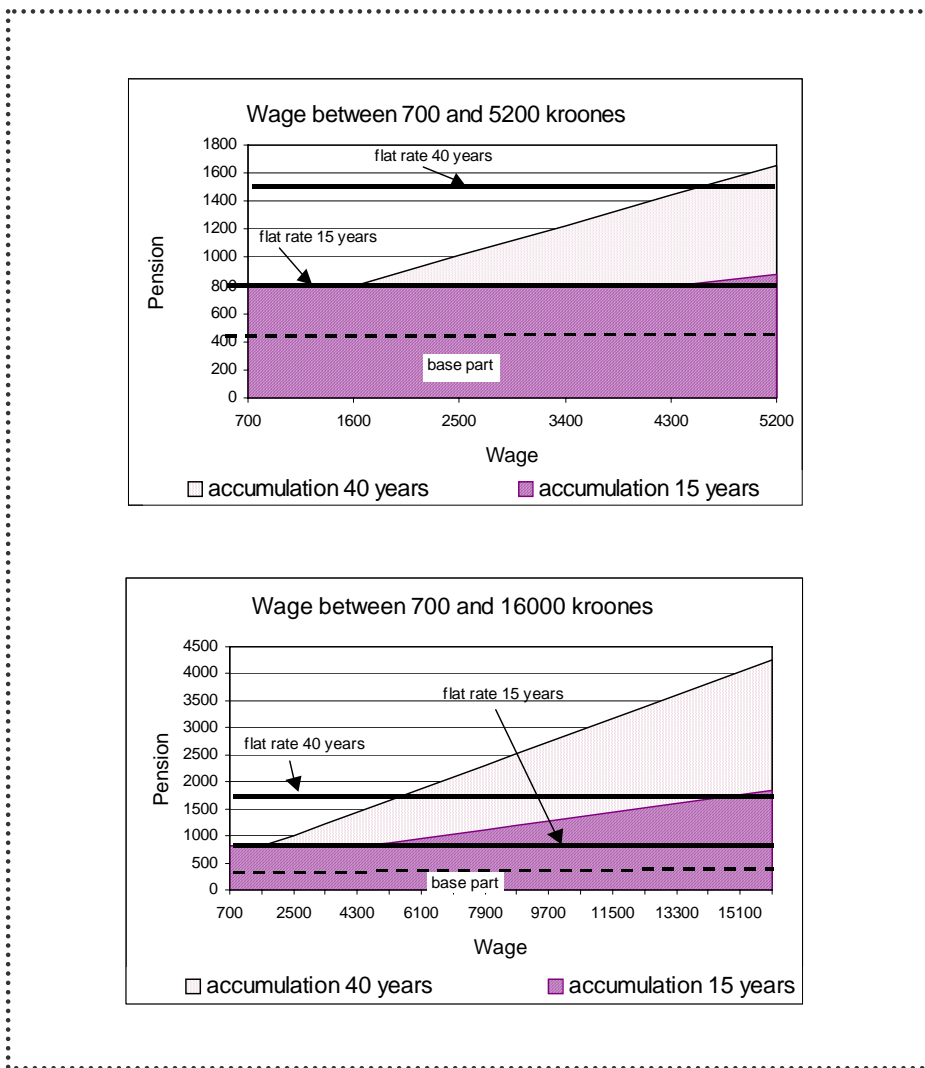 Wage between 700 and 5200 kroones
1800
1600
1400
1200
1000
800
600
400
200
0
flat rate 40 years
flat rate 15 years
base part
Pension
700 1600 2500 3400 4300 5200
Wage
accumulation 40 years accumulation 15 years
Wage between 700 and 16000 kroones
4500
4000
3500
3000
2500
2000
1500
1000
500
0
flat rate 15 years
flat rate 40 years
base part
Pension
700 2500 4300 6100 7900 9700 11500 13300 15100
Wage
accumulation 40 years accumulation 15 years